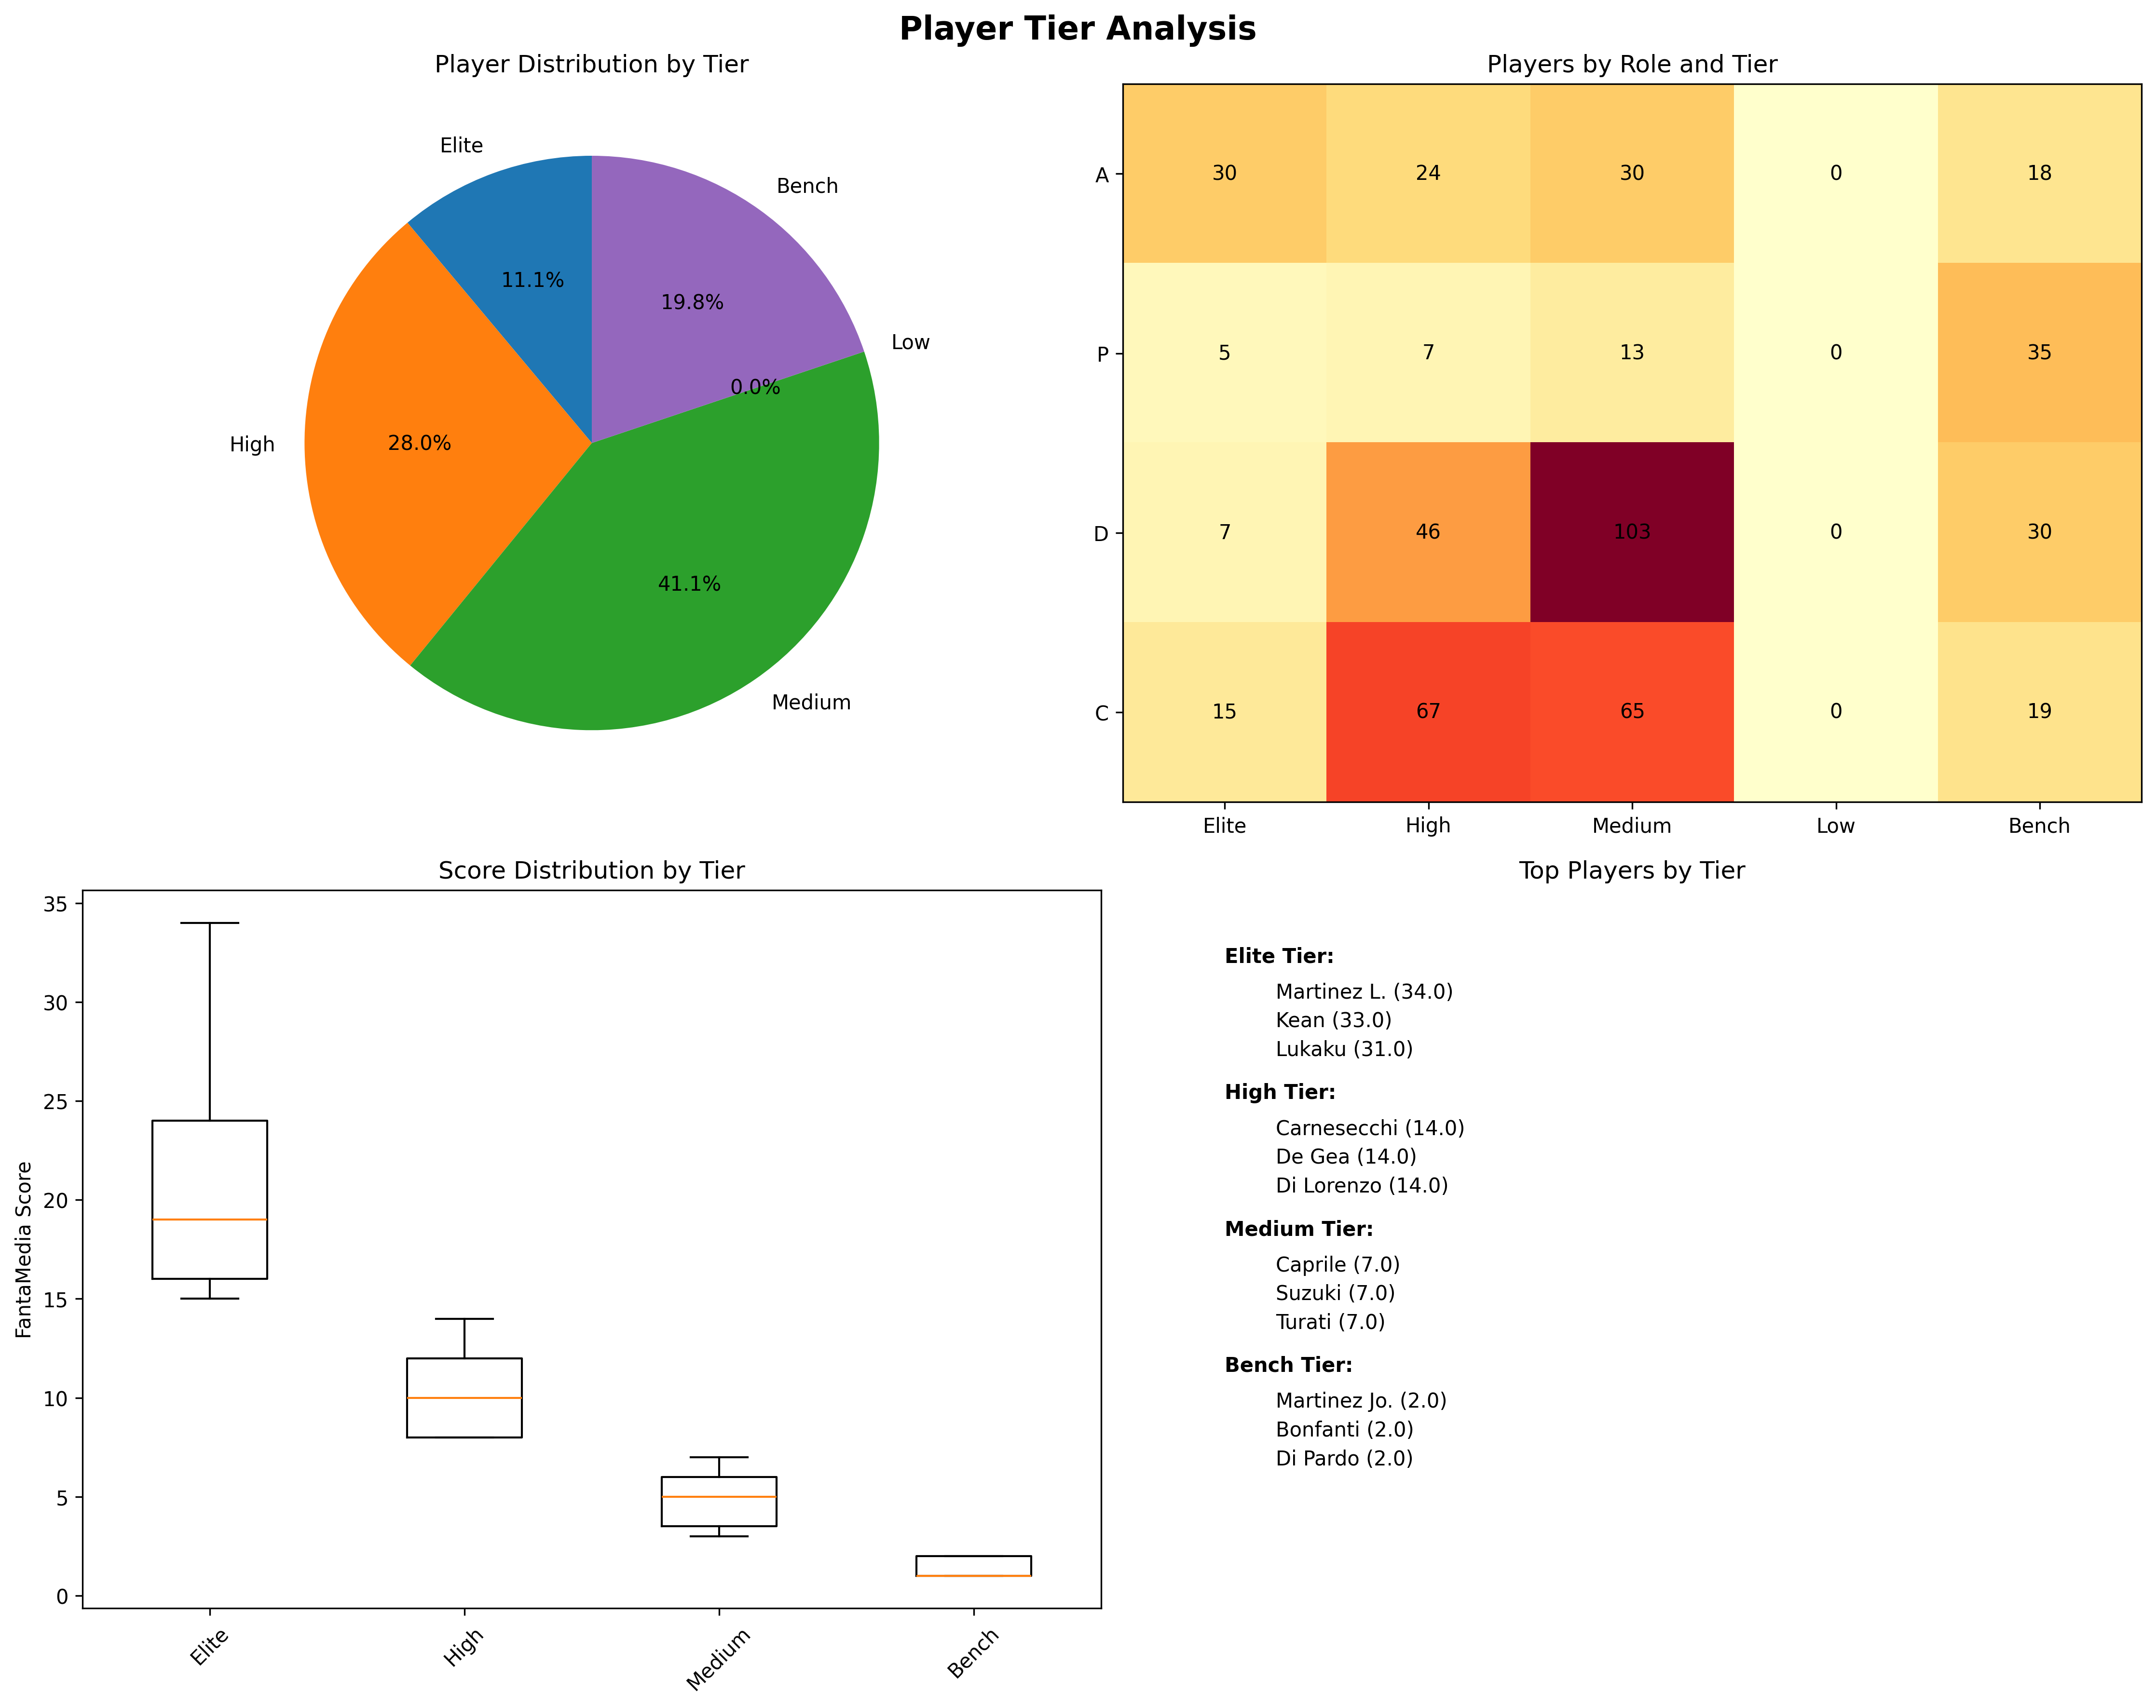 Player Tier Analysis
Player Distribution by Tier
Elite
High
Medium
Low
Bench
11.1%
28.0%
41.1%
0.0%
19.8%
Players by Role and Tier
A 30 24 30 0 18
P 5 7 13 0 35
D 7 46 103 0 30
C 15 67 65 0 19
Elite High Medium Low Bench
Score Distribution by Tier
FantaMedia Score
35
30
25
20
15
10
5
0
Elite High Medium Bench
Top Players by Tier
Elite Tier:
Martinez L. (34.0)
Kean (33.0)
Lukaku (31.0)
High Tier:
Carnesecchi (14.0)
De Gea (14.0)
Di Lorenzo (14.0)
Medium Tier:
Caprile (7.0)
Suzuki (7.0)
Turati (7.0)
Bench Tier:
Martinez Jo. (2.0)
Bonfanti (2.0)
Di Pardo (2.0)